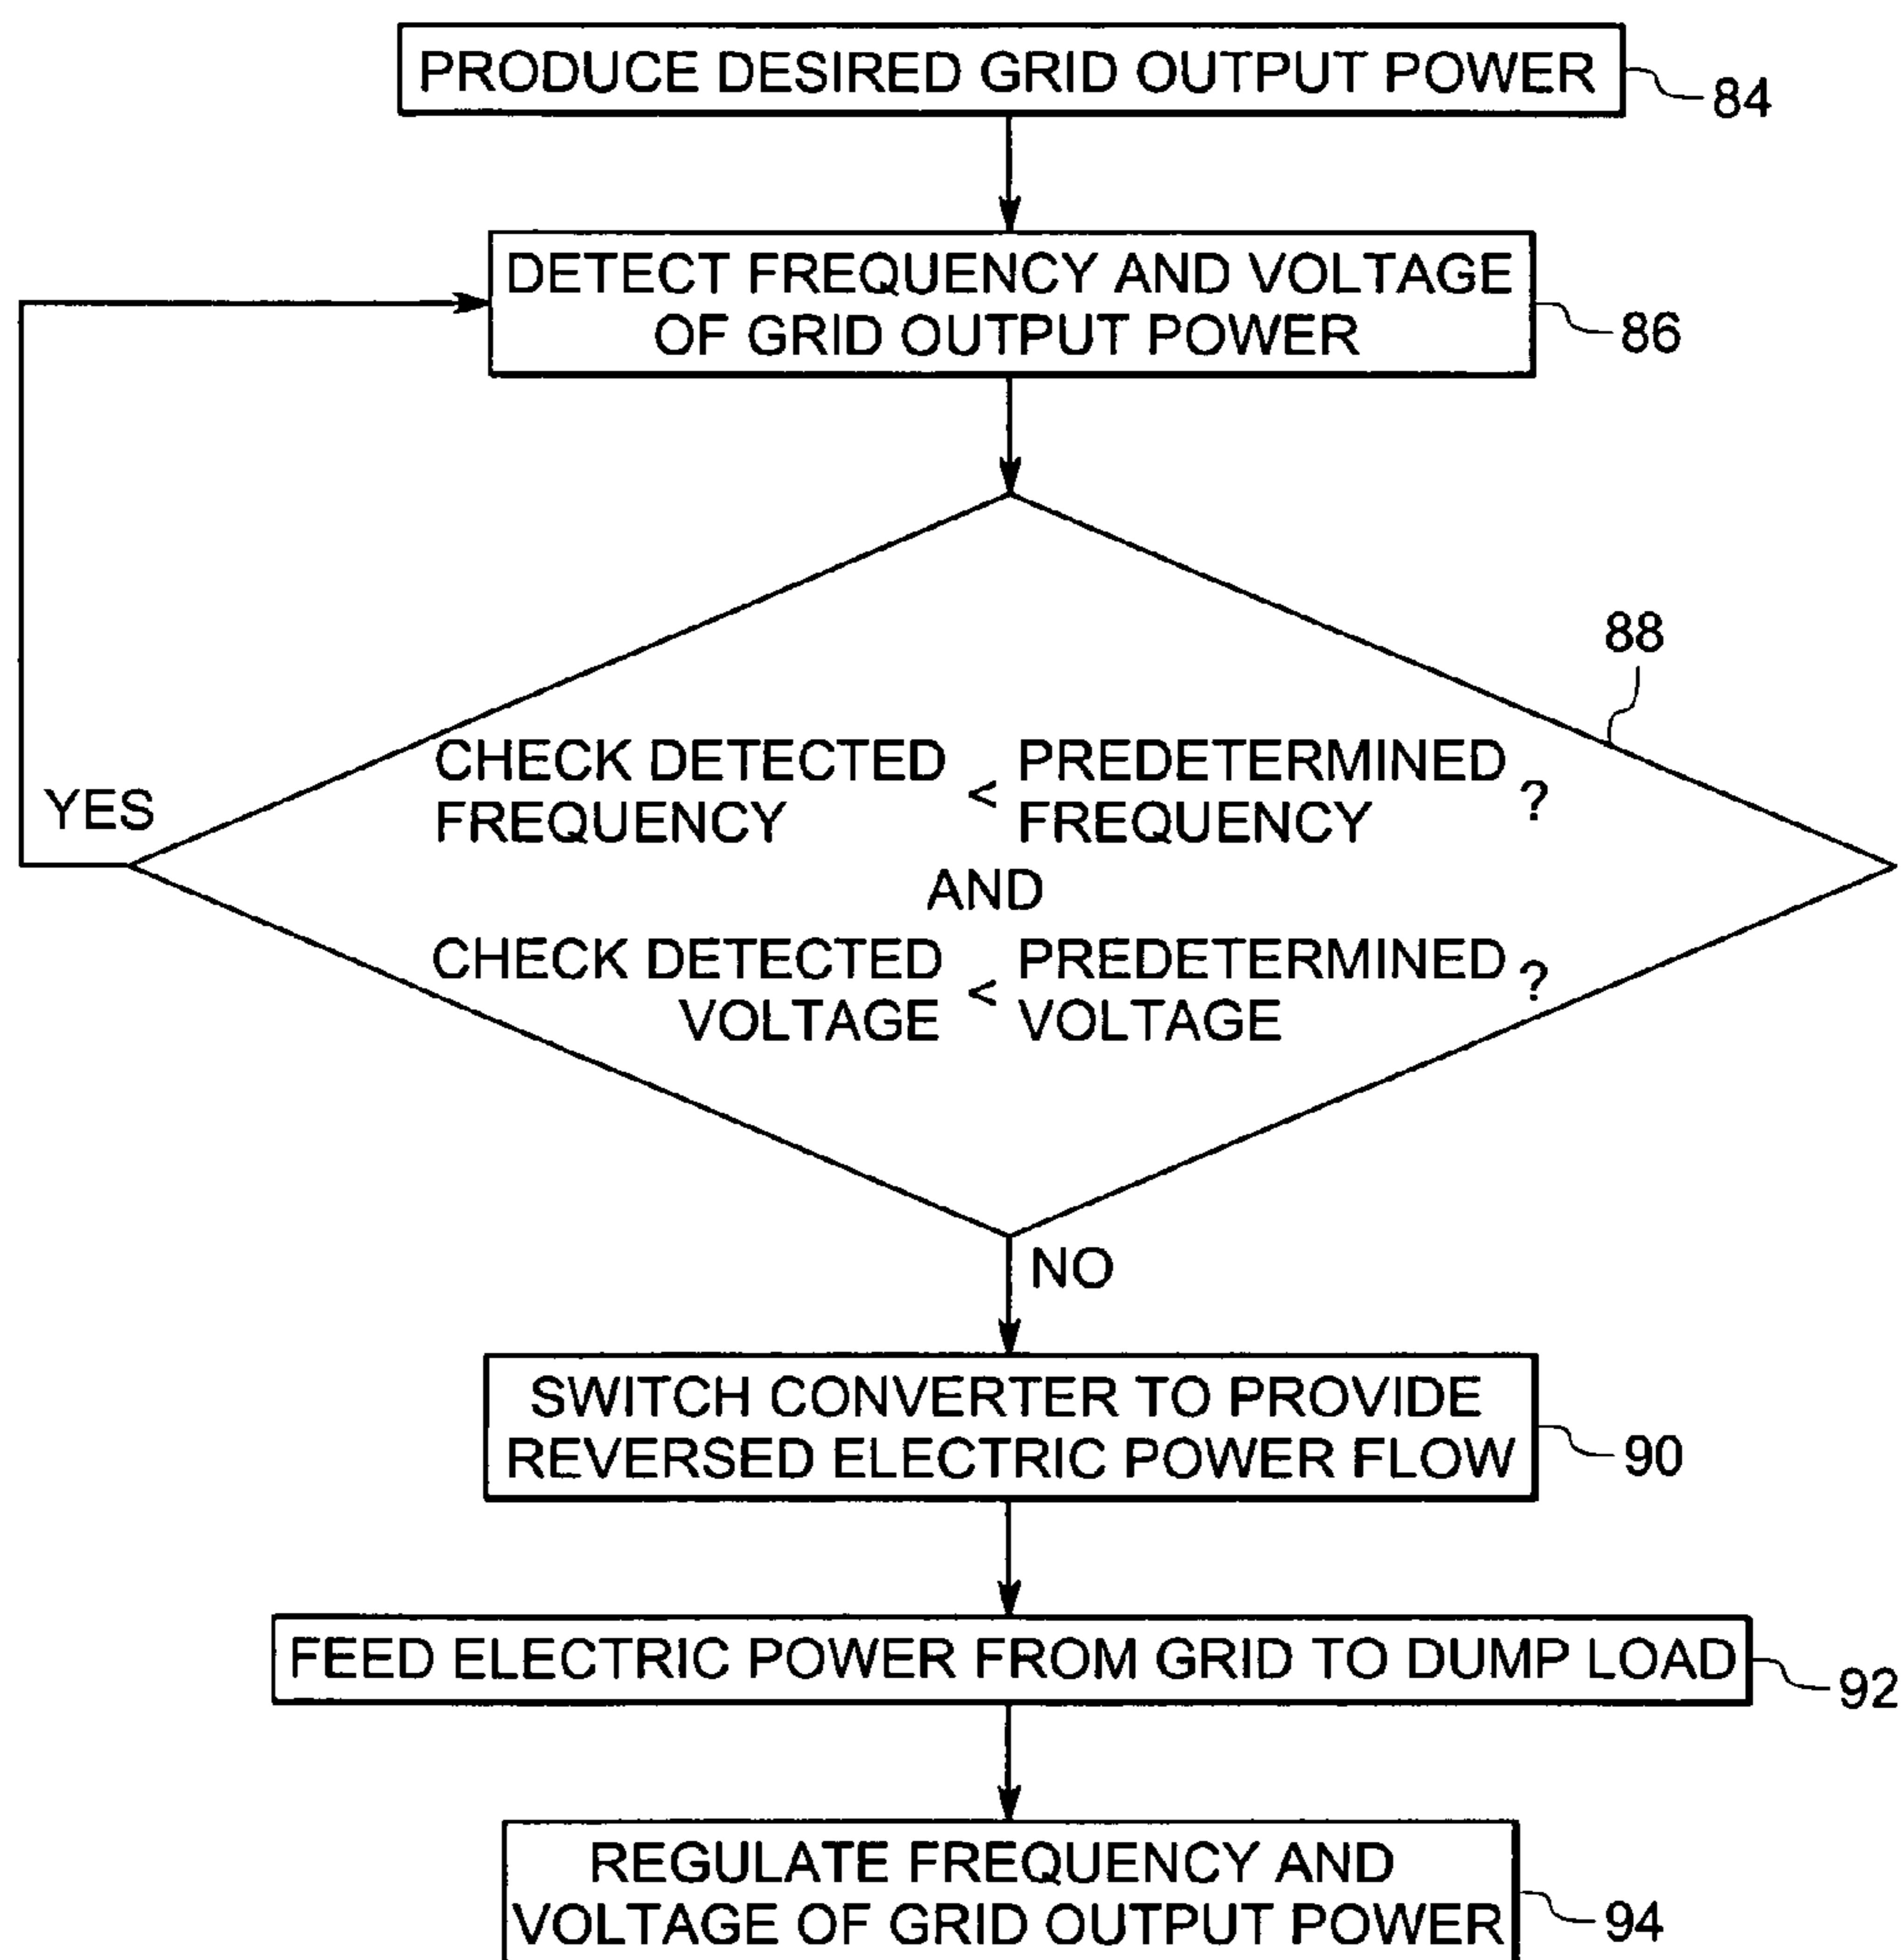 PRODUCE DESIRED GRID OUTPUT POWER
84
DETECT FREQUENCY AND VOLTAGE
OF GRID OUTPUT POWER
86
88
CHECK DETECTED < PREDETERMINED ?
FREQUENCY FREQUENCY
YES
AND
CHECK DETECTED < PREDETERMINED ?
VOLTAGE VOLTAGE
NO
SWITCH CONVERTER TO PROVIDE
REVERSED ELECTRIC POWER FLOW
90
FEED ELECTRIC POWER FROM GRID TO DUMP LOAD
92
REGULATE FREQUENCY AND
VOLTAGE OF GRID OUTPUT POWER
94